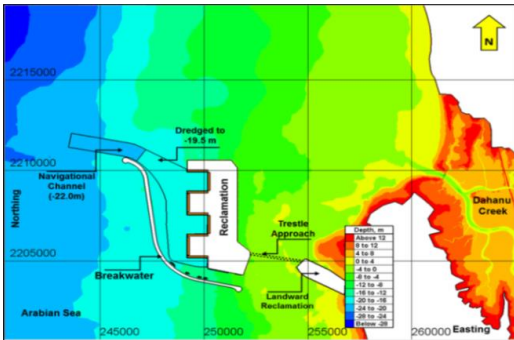 N
2215000
Dredged to
-19.5 m
2210000
Navigational
Channel
(-22.0m)
Northing
Reclamation
Dahanu
Creek
Trestle
Approach
2205000
Breakwater
Landward
Reclamation
Depth, m
Above 12
8 to 12
4 to 8
0 to 4
-4 to 0
-8 to -4
-12 to -8
-16 to -12
-20 to -16
-24 to -20
-28 to -24
Below -28
Arabian Sea
245000
250000
255000
260000
Easting